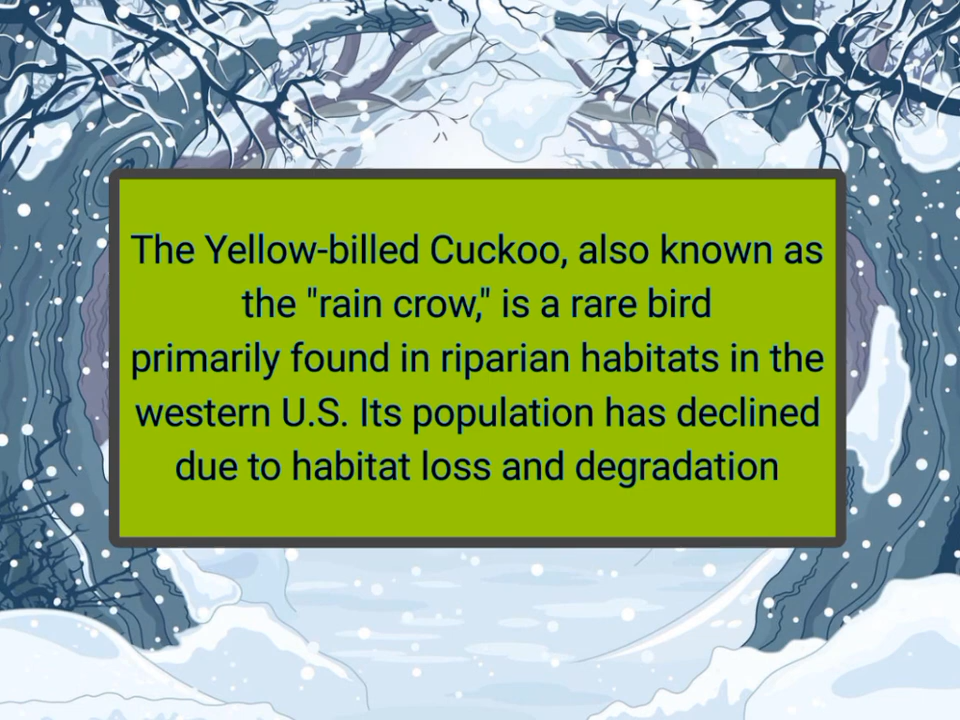 The Yellow-billed Cuckoo, also known as
the "rain crow," is a rare bird
primarily found in riparian habitats in the
western U.S. Its population has declined
due to habitat loss and degradation